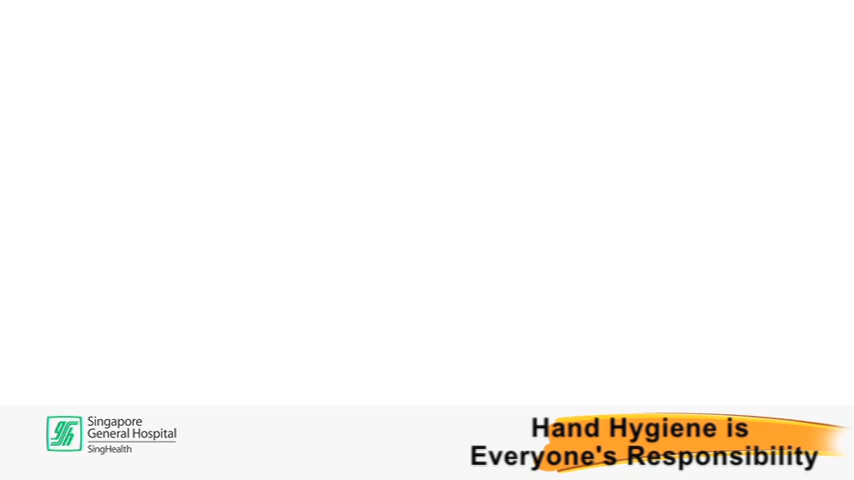 Singapore
General Hospital
SingHealth
Hand Hygiene is
Everyone's Responsibility